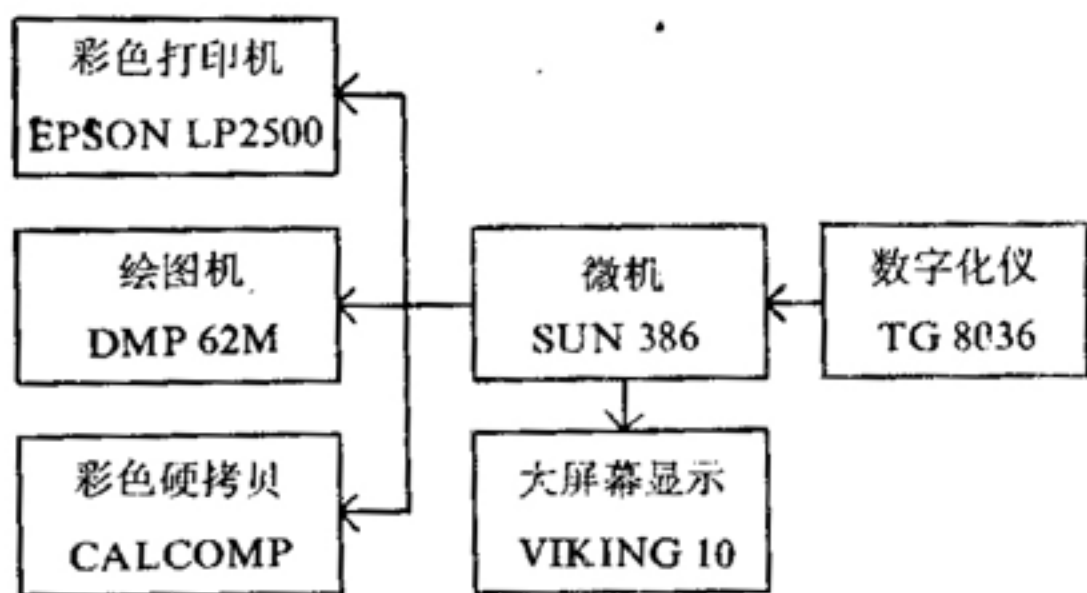 彩色打印机
EPSON LP2500
绘图机
DMP 62M
微机
SUN 386
数字化仪
TG 8036
彩色硬拷贝
CALCOMP
大屏幕显示
VIKING 10